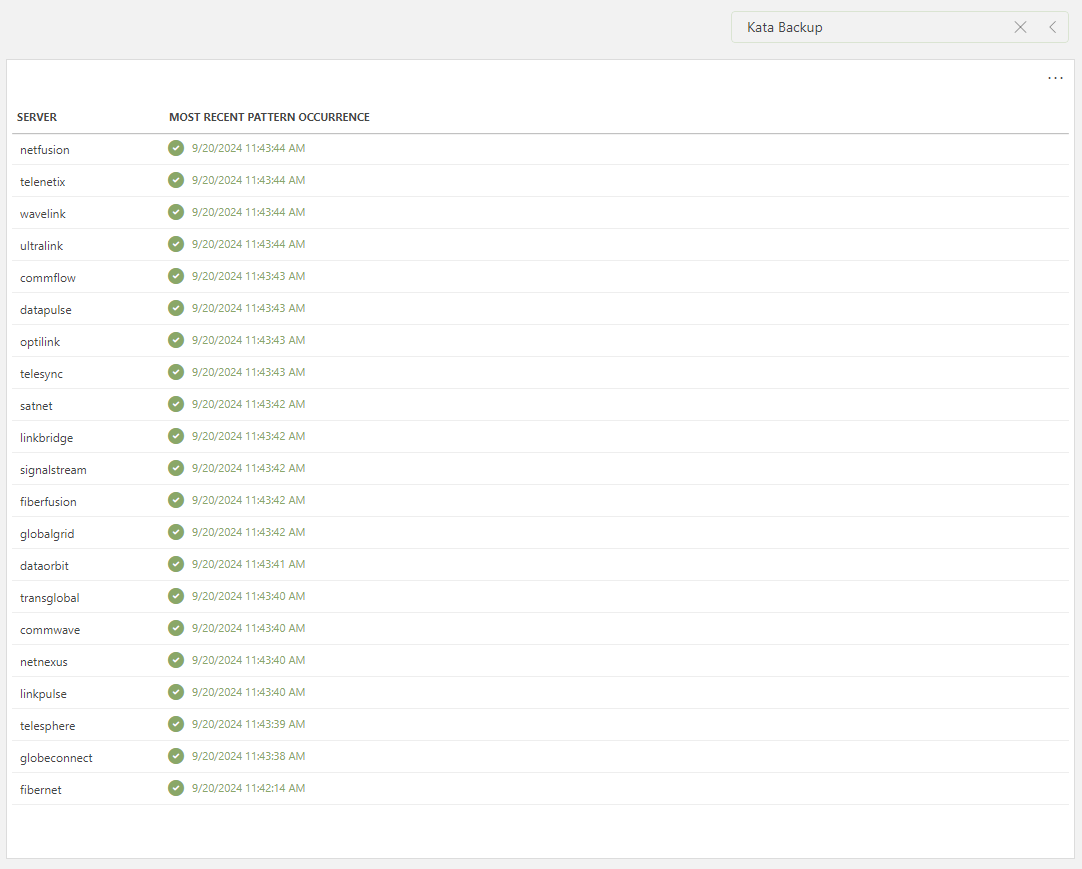 Kata Backup
...
SERVER MOST RECENT PATTERN OCCURRENCE
netfusion 9/20/2024 11:43:44 AM
telenetix 9/20/2024 11:43:44 AM
wavelink 9/20/2024 11:43:44 AM
ultralink 9/20/2024 11:43:44 AM
commflow 9/20/2024 11:43:43 AM
datapulse 9/20/2024 11:43:43 AM
optilink 9/20/2024 11:43:43 AM
telesync 9/20/2024 11:43:43 AM
satnet 9/20/2024 11:43:42 AM
linkbridge 9/20/2024 11:43:42 AM
signalstream 9/20/2024 11:43:42 AM
fiberfusion 9/20/2024 11:43:42 AM
globalgrid 9/20/2024 11:43:42 AM
dataorbit 9/20/2024 11:43:41 AM
transglobal 9/20/2024 11:43:40 AM
commwave 9/20/2024 11:43:40 AM
netnexus 9/20/2024 11:43:40 AM
linkpulse 9/20/2024 11:43:40 AM
telesphere 9/20/2024 11:43:39 AM
globeconnect 9/20/2024 11:43:38 AM
fibernet 9/20/2024 11:42:14 AM